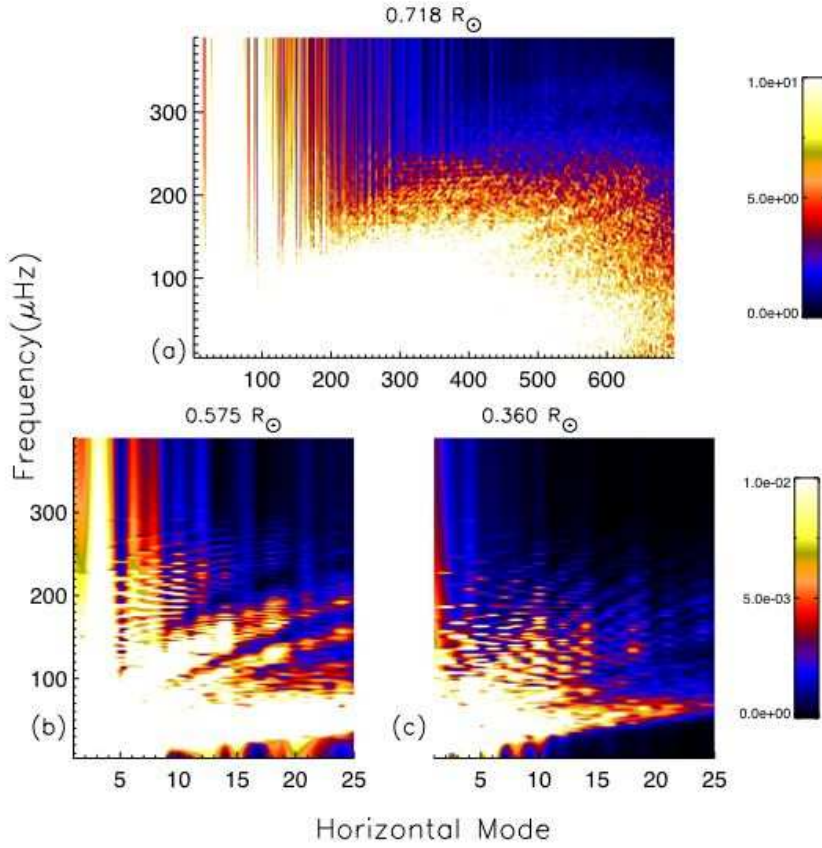 0.718 R⊙
300
200
100
(a)
100 200 300 400 500 600
1.0e+01
5.0e+00
0.0e+00
Frequency(μHz)
0.575 R⊙
300
200
100
(b)
5 10 15 20 25
0.360 R⊙
(c)
5 10 15 20 25
1.0e-02
5.0e-03
0.0e+00
Horizontal Mode